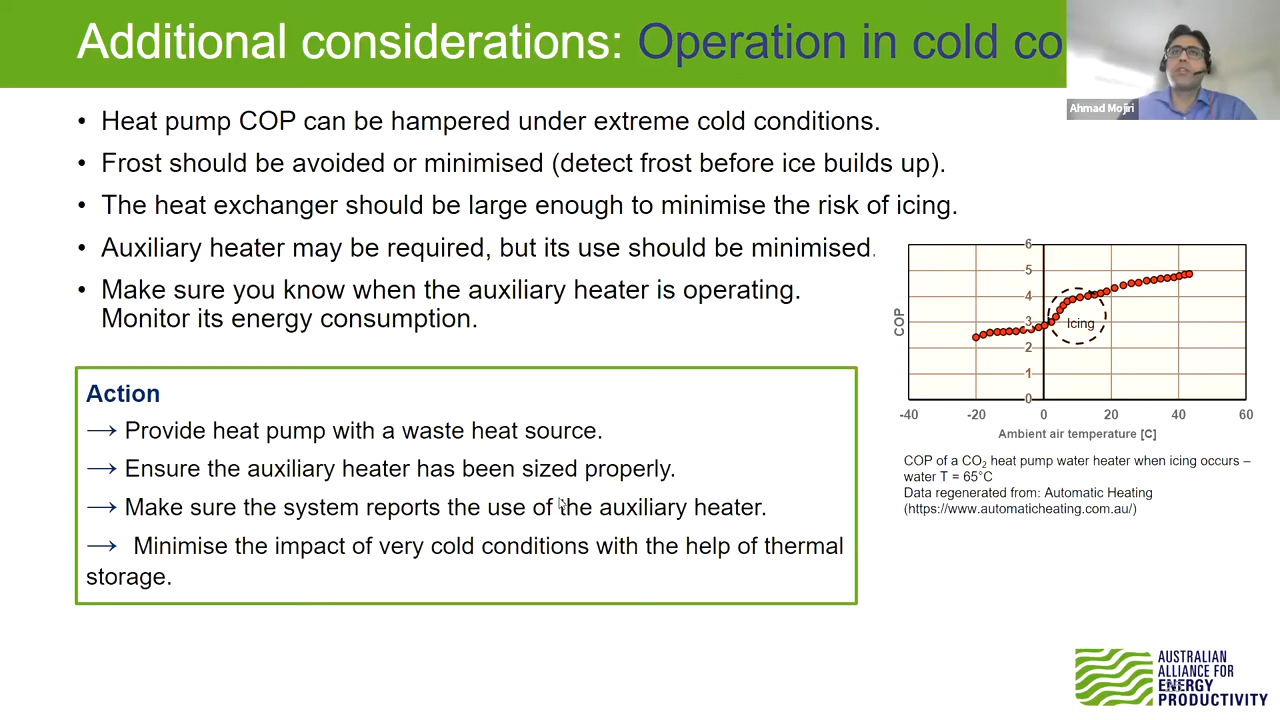 Additional considerations: Operation in cold co
Ahmad Mojiri
• Heat pump COP can be hampered under extreme cold conditions.
• Frost should be avoided or minimised (detect frost before ice builds up).
• The heat exchanger should be large enough to minimise the risk of icing.
• Auxiliary heater may be required, but its use should be minimised.
• Make sure you know when the auxiliary heater is operating.
Monitor its energy consumption.
Action
→ Provide heat pump with a waste heat source.
→ Ensure the auxiliary heater has been sized properly.
→ Make sure the system reports the use of the auxiliary heater.
→ Minimise the impact of very cold conditions with the help of thermal
storage.
6
5
4
3
2
1
0
COP
Icing
-40 -20 0 20 40 60
Ambient air temperature [C]
COP of a CO₂ heat pump water heater when icing occurs –
water T = 65°C
Data regenerated from: Automatic Heating
(https://www.automaticheating.com.au/)
AUSTRALIAN
ALLIANCE FOR
ENERGY
PRODUCTIVITY